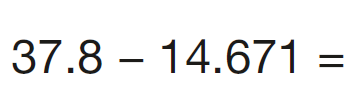 37.8 – 14.671 =